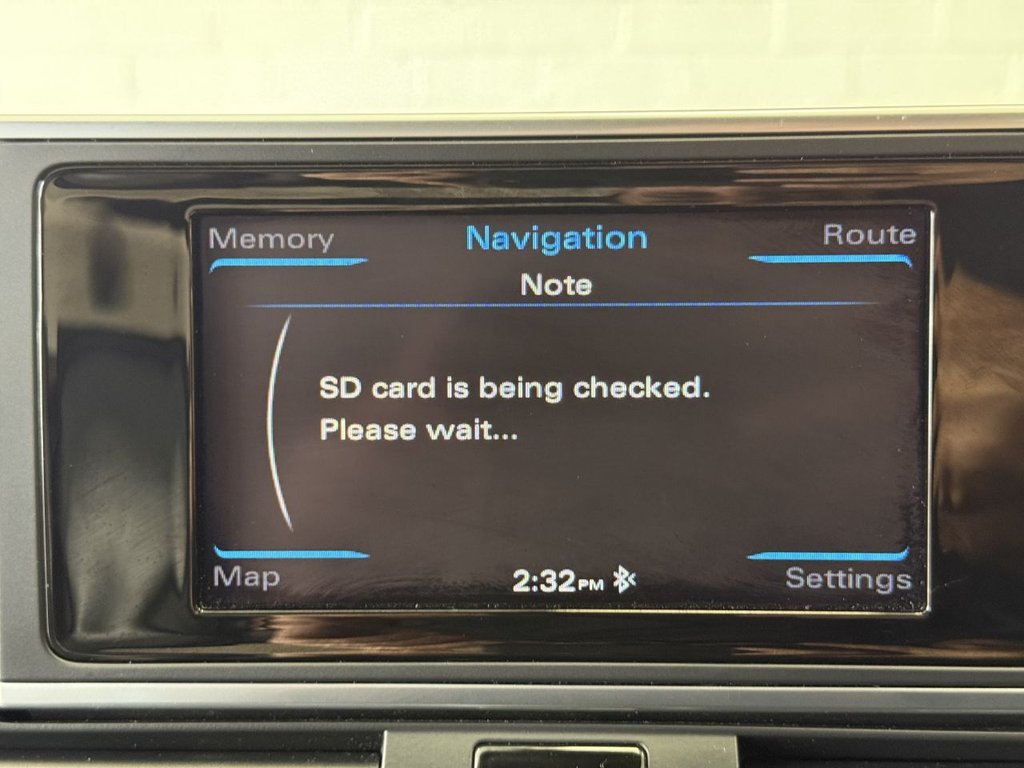 Memory Navigation Route
Note
SD card is being checked.
Please wait...
Map 2:32PM Settings